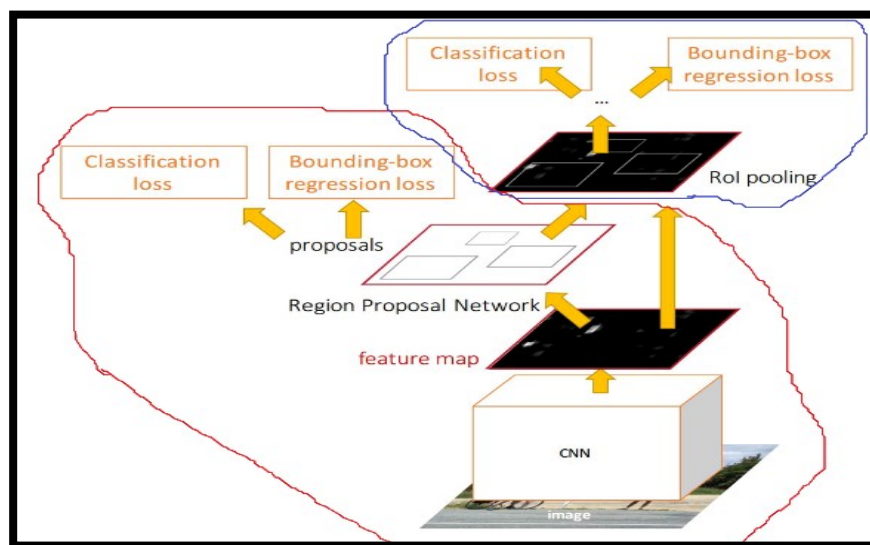 Classification
loss
Bounding-box
regression loss
...
RoI pooling
Classification
loss
Bounding-box
regression loss
proposals
Region Proposal Network
feature map
CNN
image